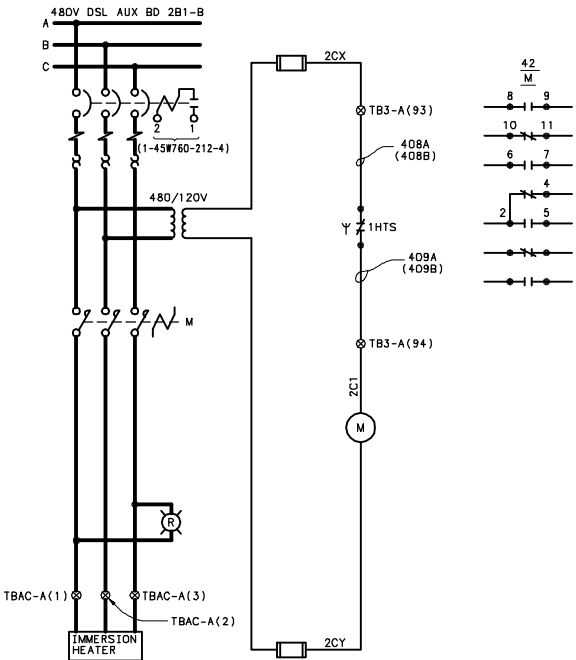 480V DSL AUX BD 2B1-B
A
B
C
2 1
(1-45W760-212-4)
480/120V
M
R
TBAC-A(1)
TBAC-A(3)
TBAC-A(2)
IMMERSION
HEATER
2CX
TB3-A(93)
408A
(408B)
1HTS
409A
(409B)
TB3-A(94)
2C1
M
2CY
42
M
8 9
10 11
6 7
4
2 5